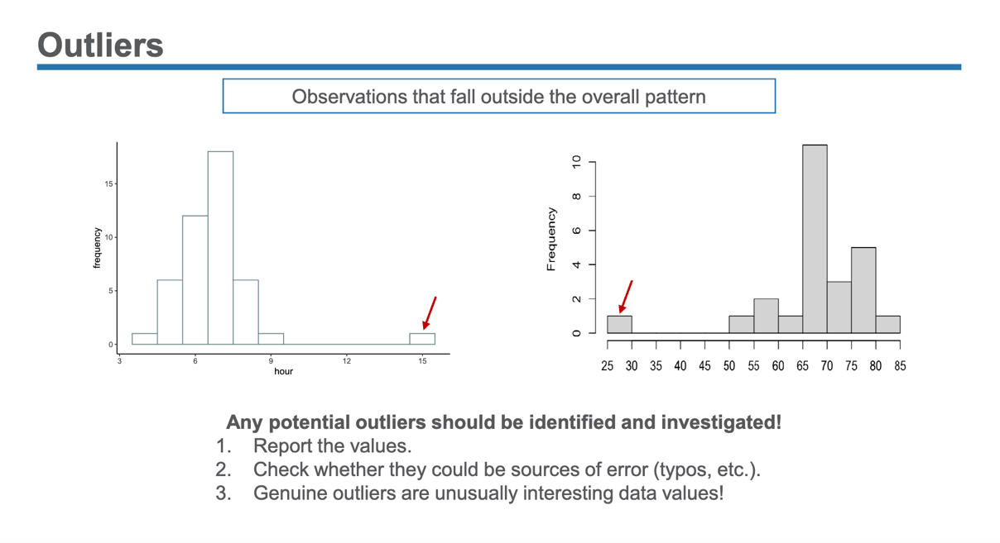 Outliers
Observations that fall outside the overall pattern
15
10
5
0
frequency
3 6 9 12 15
hour
10
8
6
4
2
0
Frequency
25 30 35 40 45 50 55 60 65 70 75 80 85
Any potential outliers should be identified and investigated!
1. Report the values.
2. Check whether they could be sources of error (typos, etc.).
3. Genuine outliers are unusually interesting data values!